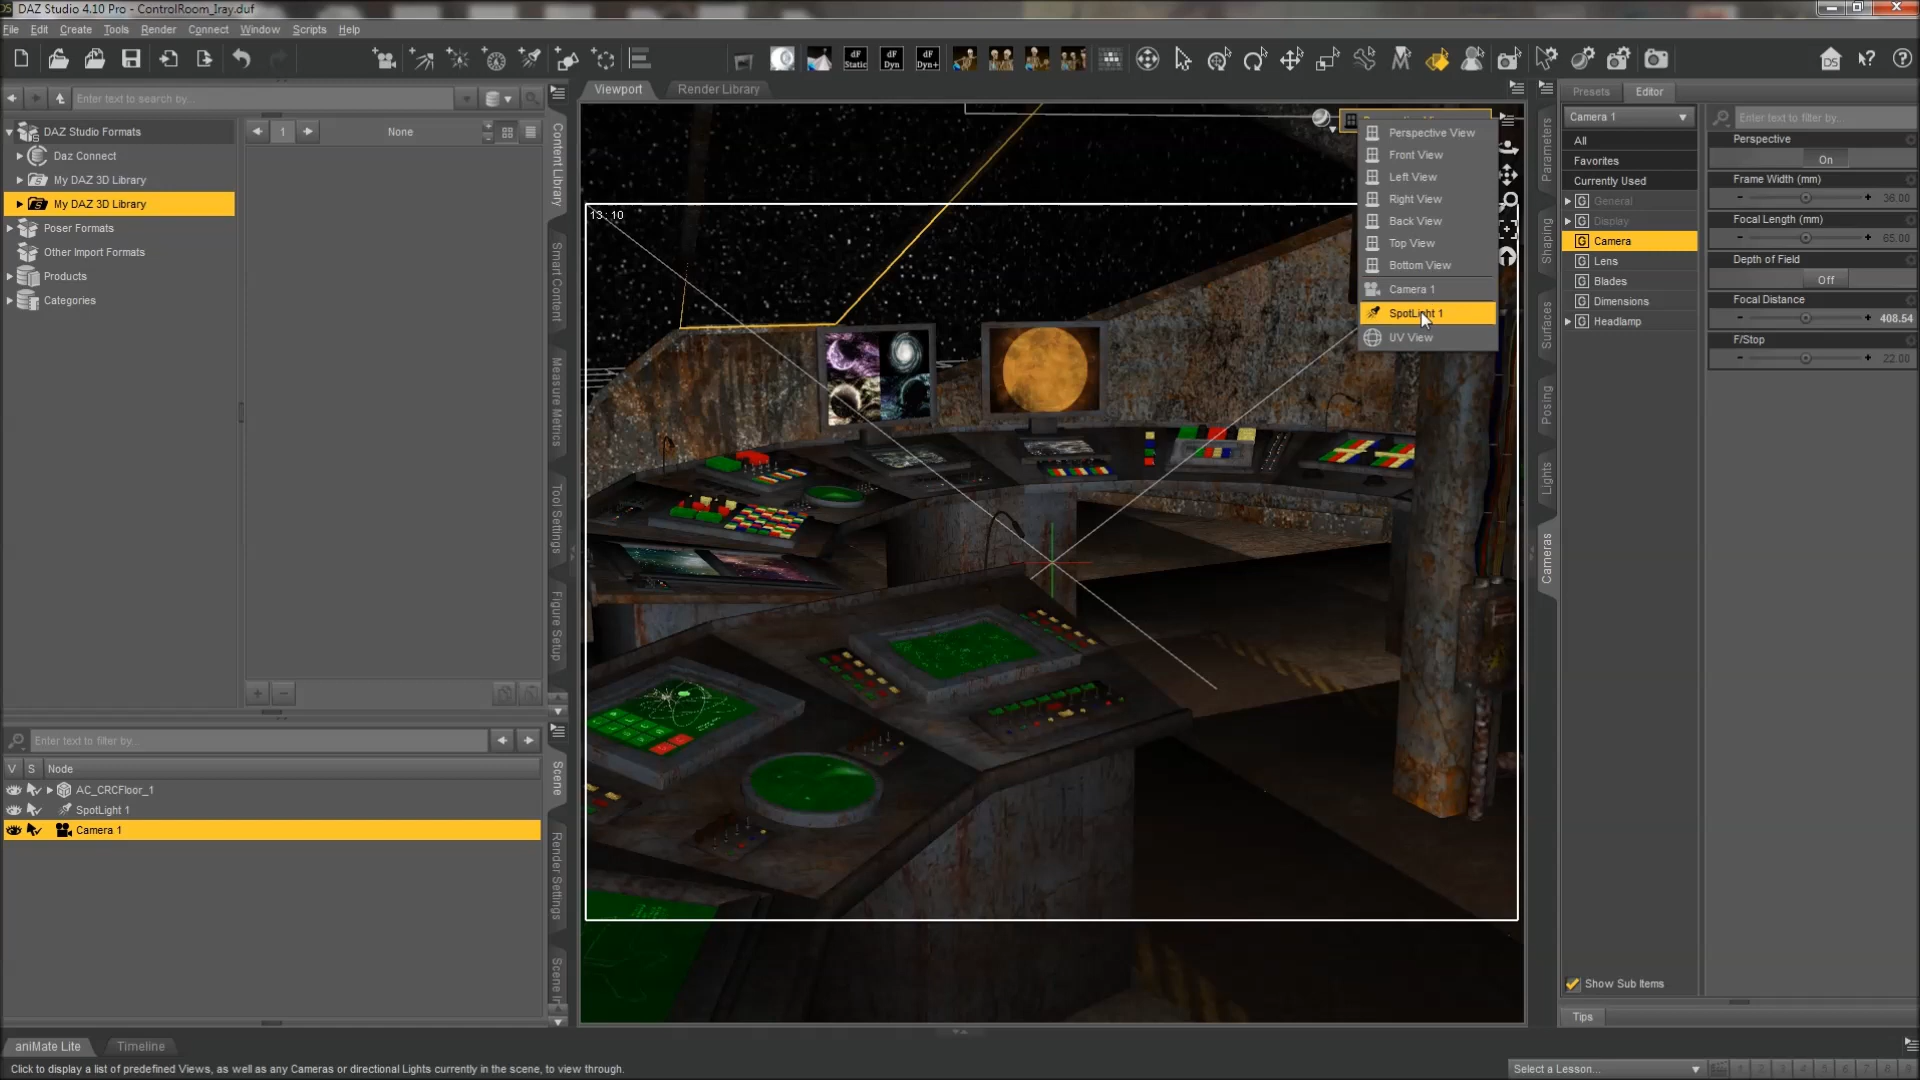 DAZ Studio 4.10 Pro - ControlRoom_Iray.duf
File Edit Create Tools Render Connect Window Scripts Help
dF Static
dF Dyn
dF Dyn+
Enter text to search by...
DAZ Studio Formats
Daz Connect
My DAZ 3D Library
My DAZ 3D Library
Poser Formats
Other Import Formats
Products
Categories
1
None
Content Library
Smart Content
Measure Metrics
Tool Settings
Figure Setup
Enter text to filter by...
V S Node
AC_CRCFloor_1
SpotLight 1
Camera 1
Scene
Render Settings
Viewport
Render Library
13 : 10
Perspective View
Front View
Left View
Right View
Back View
Top View
Bottom View
Camera 1
SpotLight 1
UV View
Parameters
Shaping
Surfaces
Posing
Lights
Cameras
Presets
Editor
Camera 1
All
Favorites
Currently Used
General
Display
Camera
Lens
Blades
Dimensions
Headlamp
Show Sub Items
Tips
Enter text to filter by...
Perspective
On
Frame Width (mm)
36.00
Focal Length (mm)
65.00
Depth of Field
Off
Focal Distance
408.54
F/Stop
22.00
aniMate Lite
Timeline
Click to display a list of predefined Views, as well as any Cameras or directional Lights currently in the scene, to view through.
Select a Lesson...